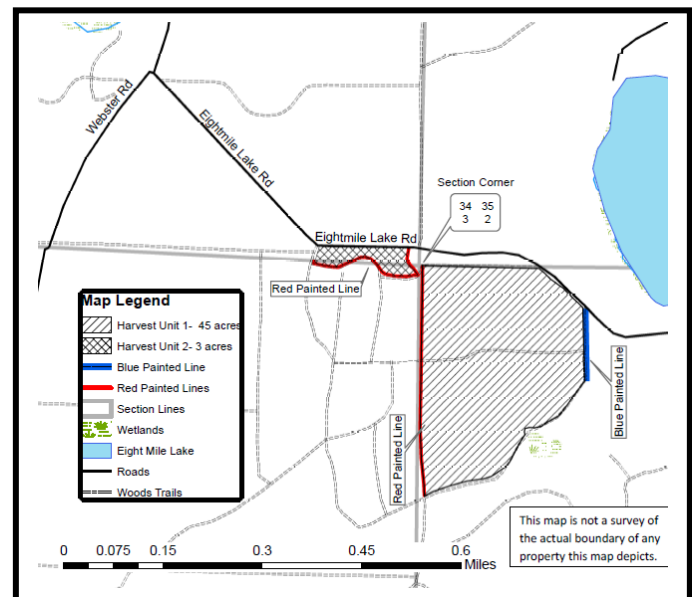 Webster Rd
Eightmile Lake Rd
Section Corner
34 35
3 2
Eightmile Lake Rd
Red Painted Line
Map Legend
Harvest Unit 1- 45 acres
Harvest Unit 2- 3 acres
Blue Painted Line
Red Painted Lines
Section Lines
Wetlands
Eight Mile Lake
Roads
Woods Trails
Red Painted Line
Blue Painted Line
This map is not a survey of
the actual boundary of any
property this map depicts.
0 0.075 0.15 0.3 0.45 0.6
Miles